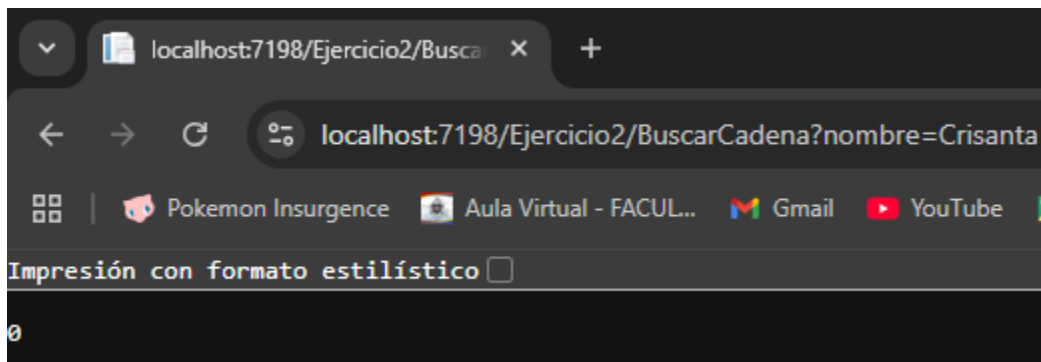 localhost:7198/Ejercicio2/Busca
localhost:7198/Ejercicio2/BuscarCadena?nombre=Crisanta
Pokemon Insurgence Aula Virtual - FACUL... Gmail YouTube
Impresión con formato estilístico
0